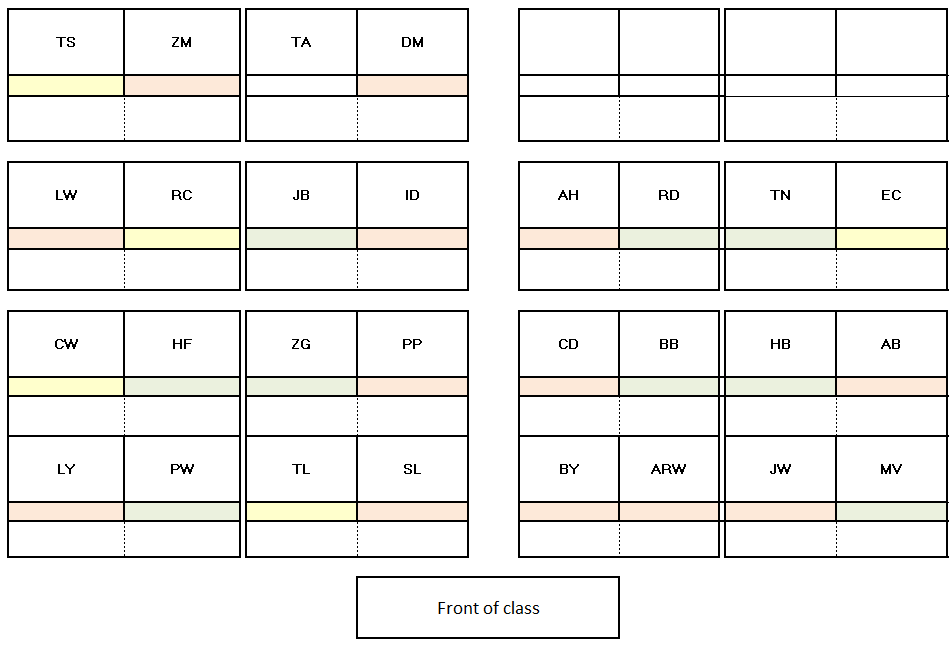 TS ZM TA DM
LW RC JB ID AH RD TN EC
CW HF ZG PP CD BB HB AB
LY PW TL SL BY ARW JW MV
Front of class